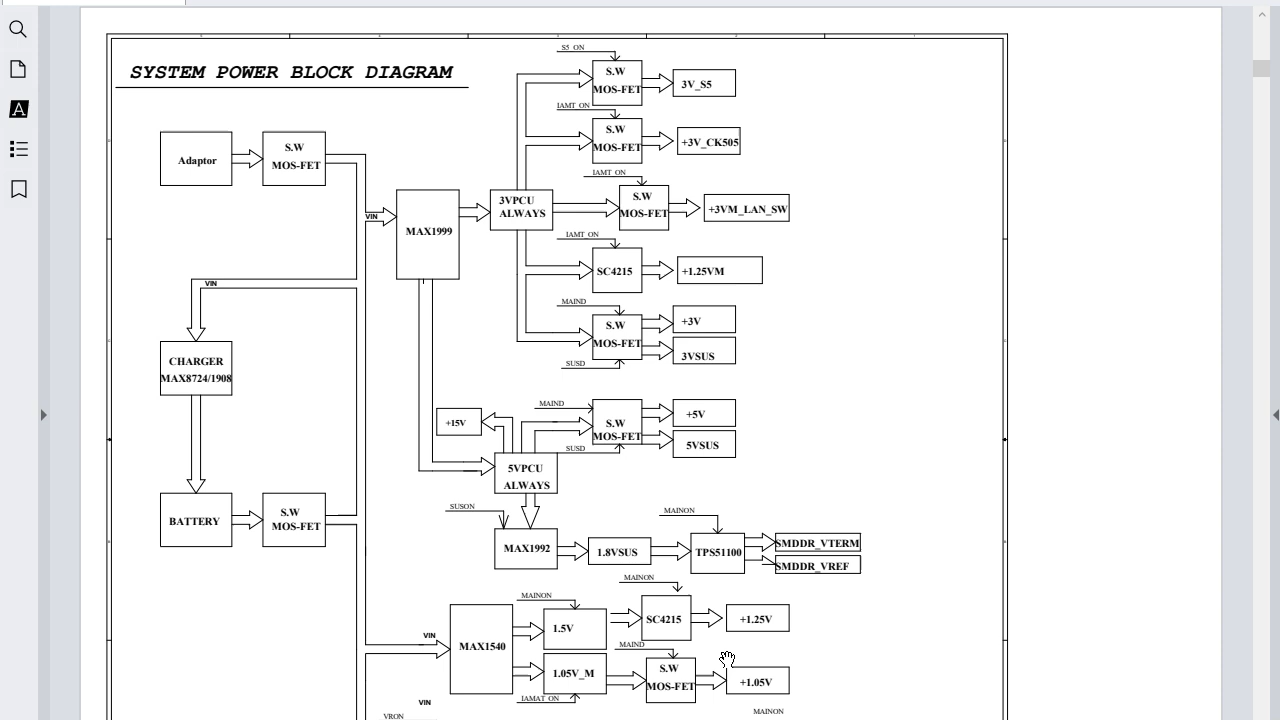 SYSTEM POWER BLOCK DIAGRAM
S5_ON
S.W
MOS-FET
3V_S5
IAMT_ON
S.W
MOS-FET
+3V_CK505
Adaptor
S.W
MOS-FET
IAMT_ON
S.W
MOS-FET
+3VM_LAN_SW
VIN
MAX1999
3VPCU
ALWAYS
IAMT_ON
SC4215
+1.25VM
VIN
MAIND
S.W
MOS-FET
+3V
3VSUS
SUSD
CHARGER
MAX8724/1908
MAIND
S.W
MOS-FET
+5V
5VSUS
SUSD
+15V
5VPCU
ALWAYS
BATTERY
S.W
MOS-FET
SUSON
MAX1992
1.8VSUS
MAINON
TPS51100
SMDDR_VTERM
SMDDR_VREF
MAINON
MAINON
SC4215
+1.25V
VIN
MAX1540
1.5V
MAIND
1.05V_M
S.W
MOS-FET
+1.05V
IAMAT_ON
VIN
VRON
MAINON